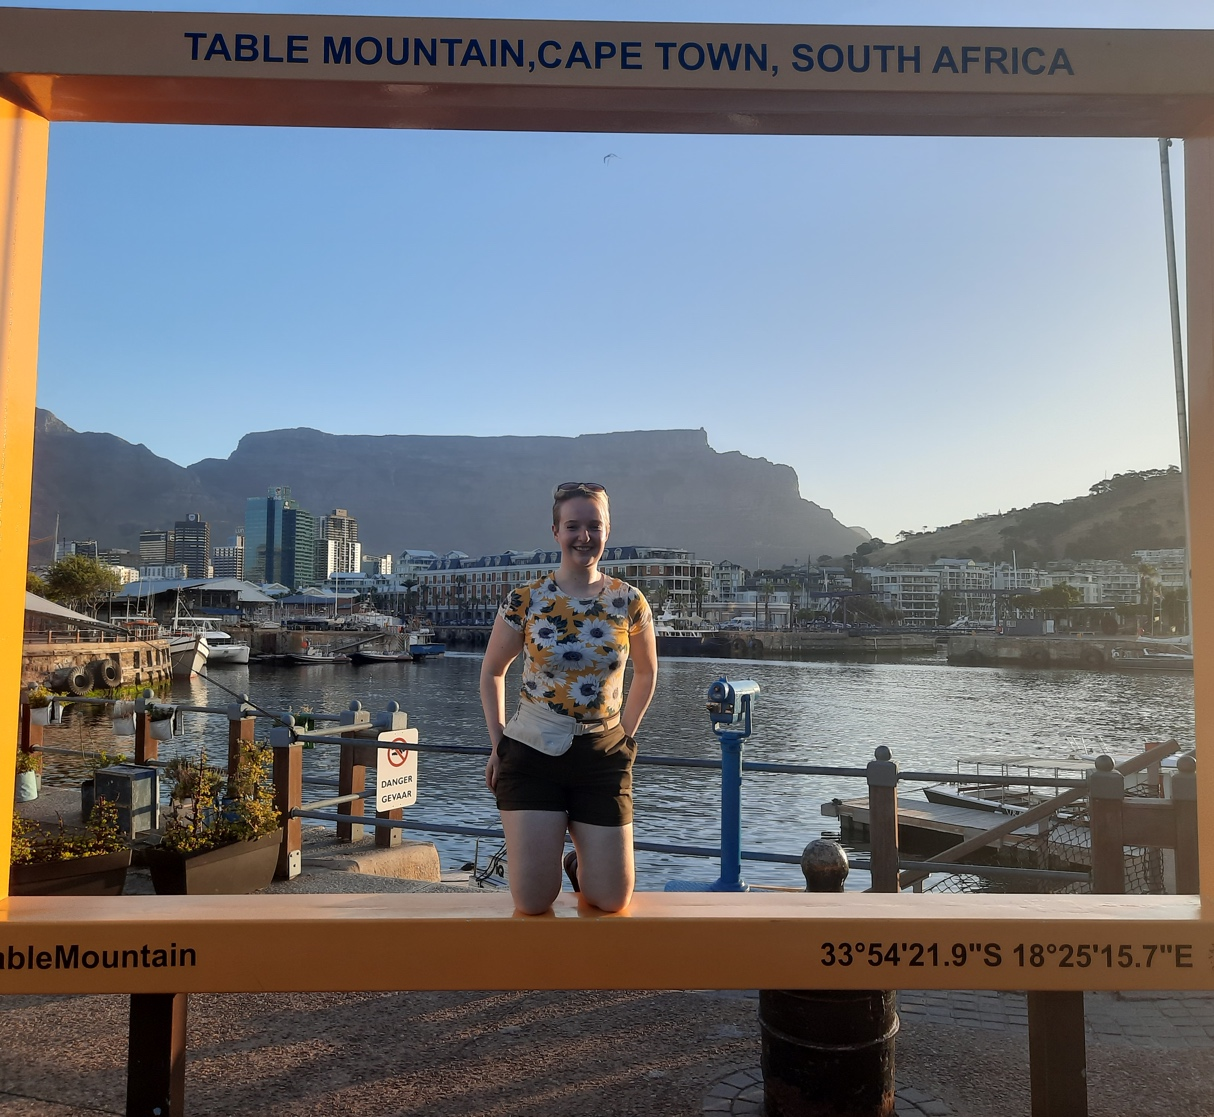 TABLE MOUNTAIN,CAPE TOWN, SOUTH AFRICA
DANGER
GEVAAR
ableMountain
33°54'21.9"S 18°25'15.7"E